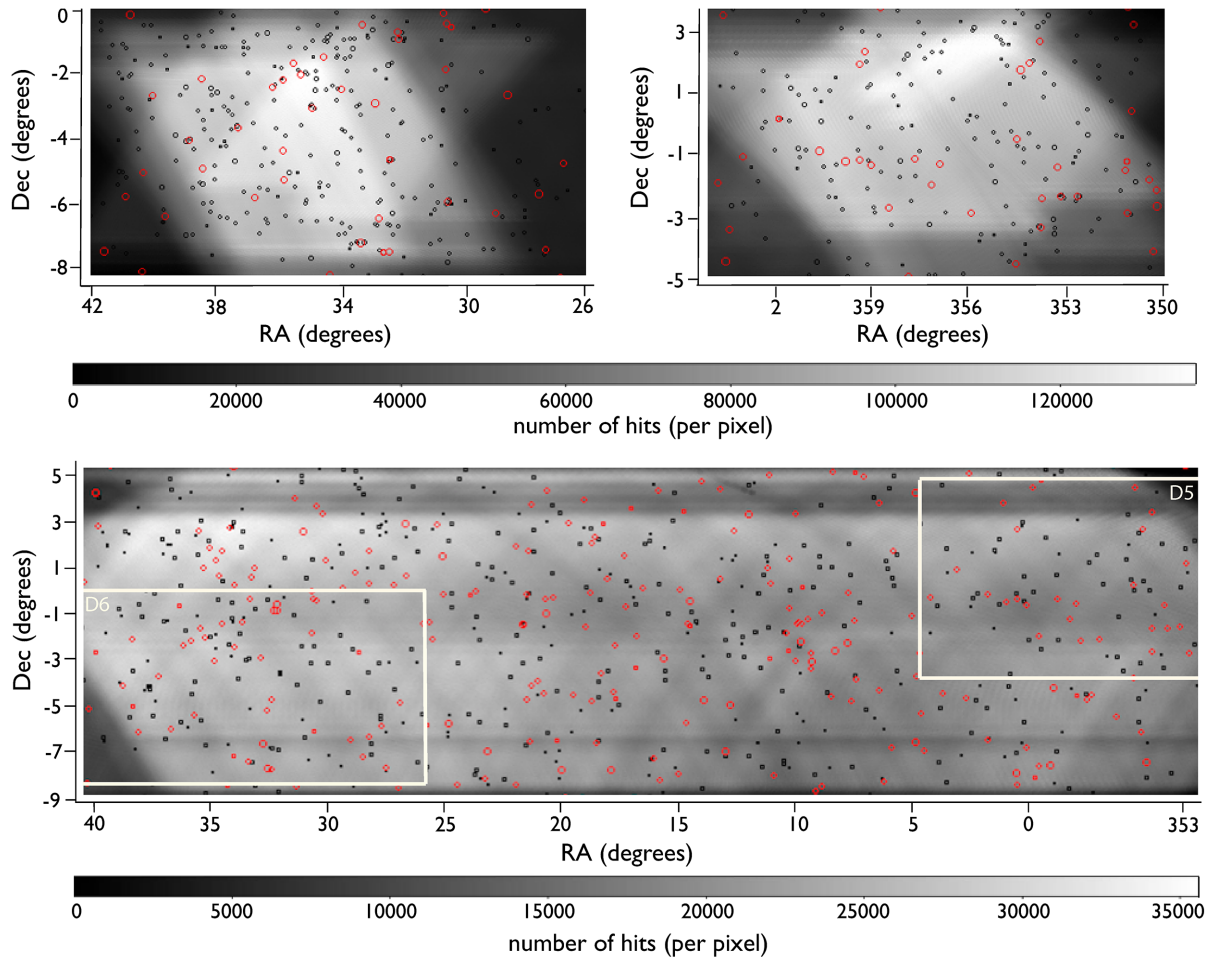 0
-2
-4
-6
-8
Dec (degrees)
42 38 34 30 26
RA (degrees)
3
1
-1
-3
-5
Dec (degrees)
2 359 356 353 350
RA (degrees)
0 20000 40000 60000 80000 100000 120000
number of hits (per pixel)
5
3
1
-1
-3
-5
-7
-9
Dec (degrees)
D5
D6
40 35 30 25 20 15 10 5 0 353
RA (degrees)
0 5000 10000 15000 20000 25000 30000 35000
number of hits (per pixel)